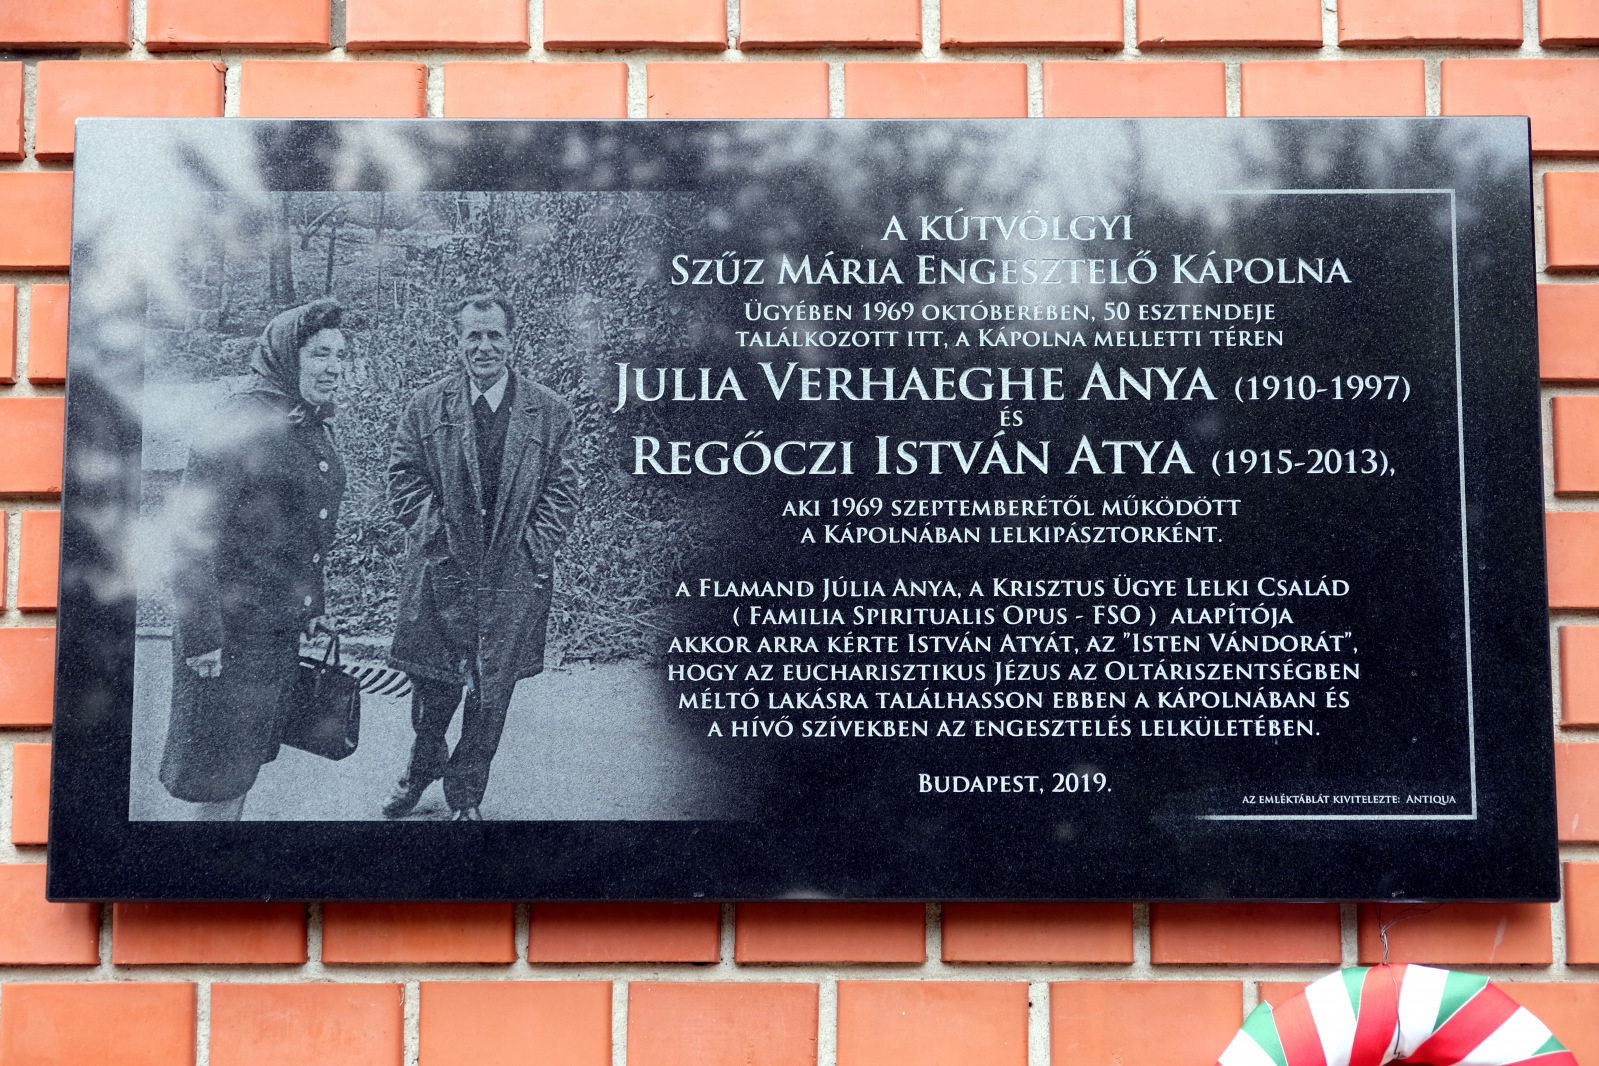 A KÚTVÖLGYI
SZŰZ MÁRIA ENGESZTELŐ KÁPOLNA
ÜGYÉBEN 1969 OKTÓBERÉBEN, 50 ESZTENDEJE
TALÁLKOZOTT ITT, A KÁPOLNA MELLETTI TÉREN
JULIA VERHAEGHE ANYA (1910-1997)
ÉS
REGŐCZI ISTVÁN ATYA (1915-2013),
AKI 1969 SZEPTEMBERÉTŐL MŰKÖDÖTT
A KÁPOLNÁBAN LELKIPÁSZTORKÉNT.
A FLAMAND JÚLIA ANYA, A KRISZTUS ÜGYE LELKI CSALÁD
( FAMILIA SPIRITUALIS OPUS - FSO ) ALAPÍTÓJA
AKKOR ARRA KÉRTE ISTVÁN ATYÁT, AZ "ISTEN VÁNDORÁT",
HOGY AZ EUCHARISZTIKUS JÉZUS AZ OLTÁRISZENTSÉGBEN
MÉLTÓ LAKÁSRA TALÁLHASSON EBBEN A KÁPOLNÁBAN ÉS
A HÍVŐ SZÍVEKBEN AZ ENGESZTELÉS LELKÜLETÉBEN.
BUDAPEST, 2019.
AZ EMLÉKTÁBLÁT KIVITELEZTE: ANTIQUA